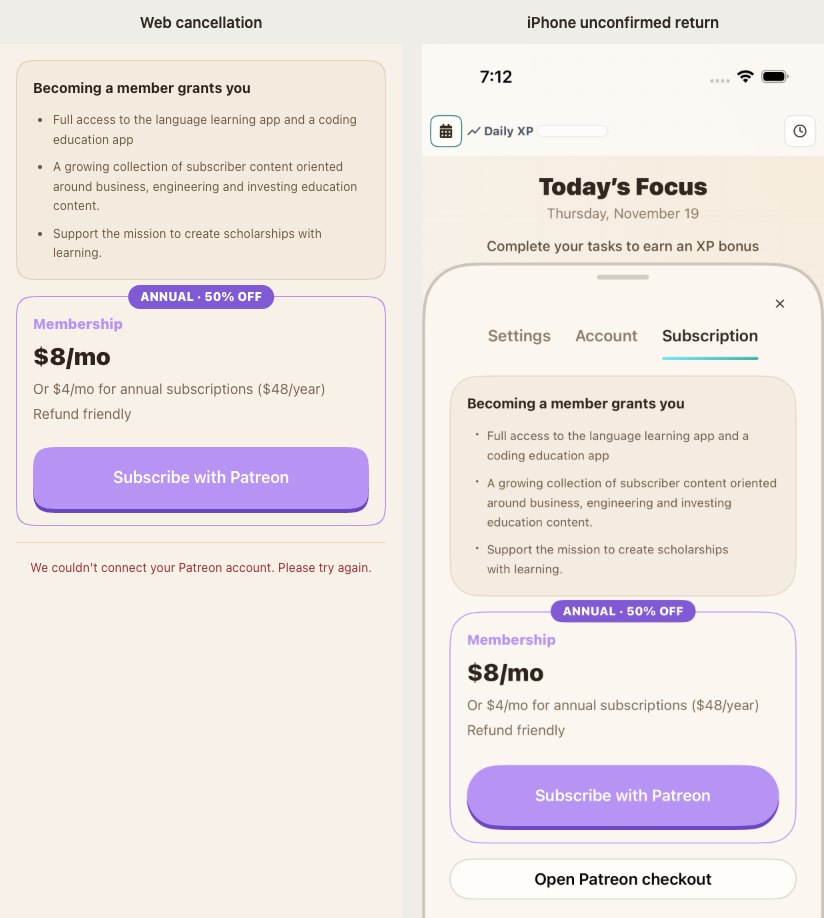 Web cancellation
Becoming a member grants you
• Full access to the language learning app and a coding
education app
• A growing collection of subscriber content oriented
around business, engineering and investing education
content.
• Support the mission to create scholarships with
learning.
ANNUAL · 50% OFF
Membership
$8/mo
Or $4/mo for annual subscriptions ($48/year)
Refund friendly
Subscribe with Patreon
We couldn't connect your Patreon account. Please try again.
iPhone unconfirmed return
7:12
Daily XP
Today's Focus
Thursday, November 19
Complete your tasks to earn an XP bonus
×
Settings Account Subscription
Becoming a member grants you
• Full access to the language learning app and a
coding education app
• A growing collection of subscriber content oriented
around business, engineering and investing
education content.
• Support the mission to create scholarships
with learning.
ANNUAL · 50% OFF
Membership
$8/mo
Or $4/mo for annual subscriptions ($48/year)
Refund friendly
Subscribe with Patreon
Open Patreon checkout